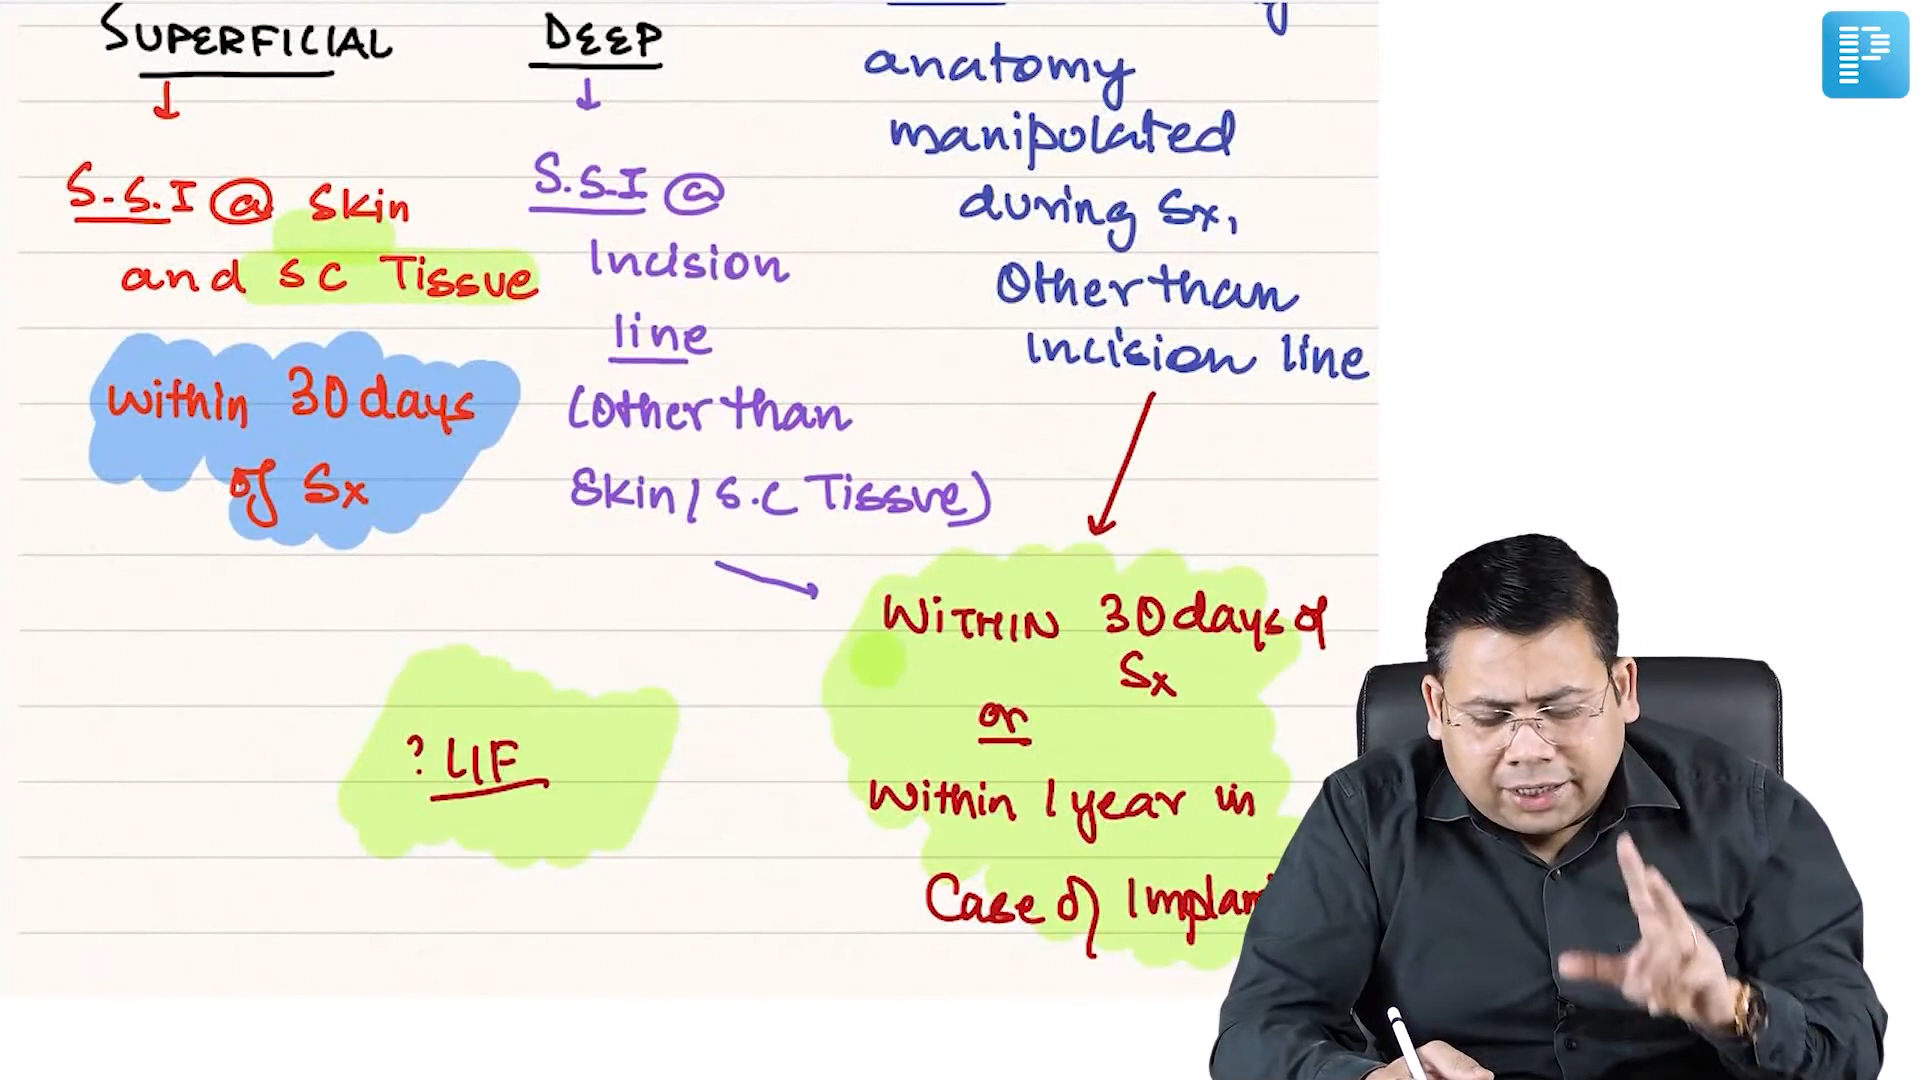 SUPERFICIAL
S.S.I @ Skin
and SC Tissue
Within 30 days
of Sx
DEEP
S.S.I @
Incision
line
(Other than
Skin / S.C Tissue)
anatomy
manipulated
during Sx,
Other than
incision line
WITHIN 30 days of
Sx
or
Within 1 year in
Case of
? LIF
P